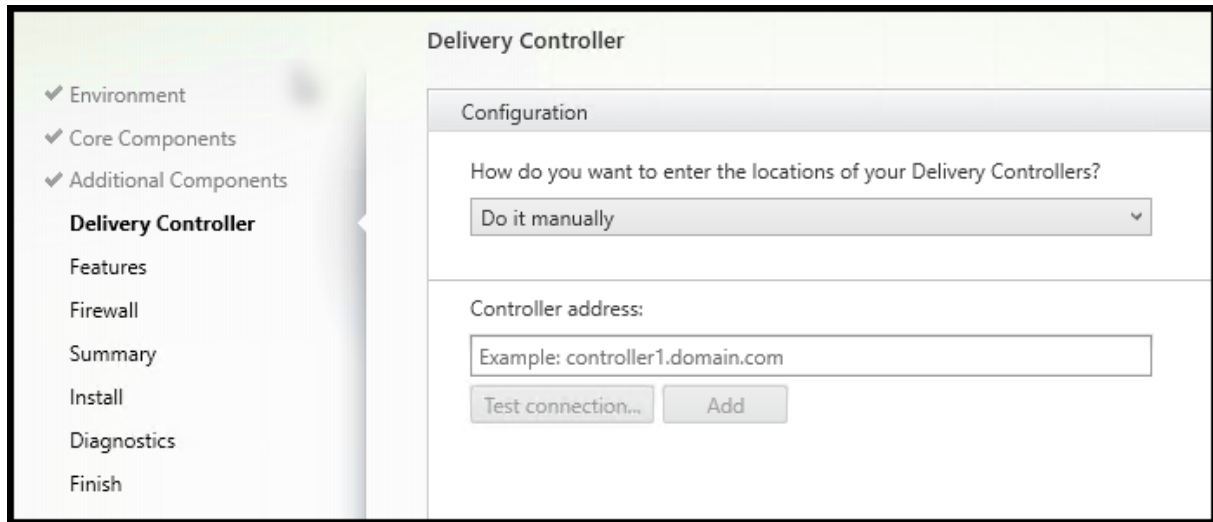 Delivery Controller
Environment
Core Components
Additional Components
Delivery Controller
Features
Firewall
Summary
Install
Diagnostics
Finish
Configuration
How do you want to enter the locations of your Delivery Controllers?
Do it manually
Controller address:
Example: controller1.domain.com
Test connection... Add